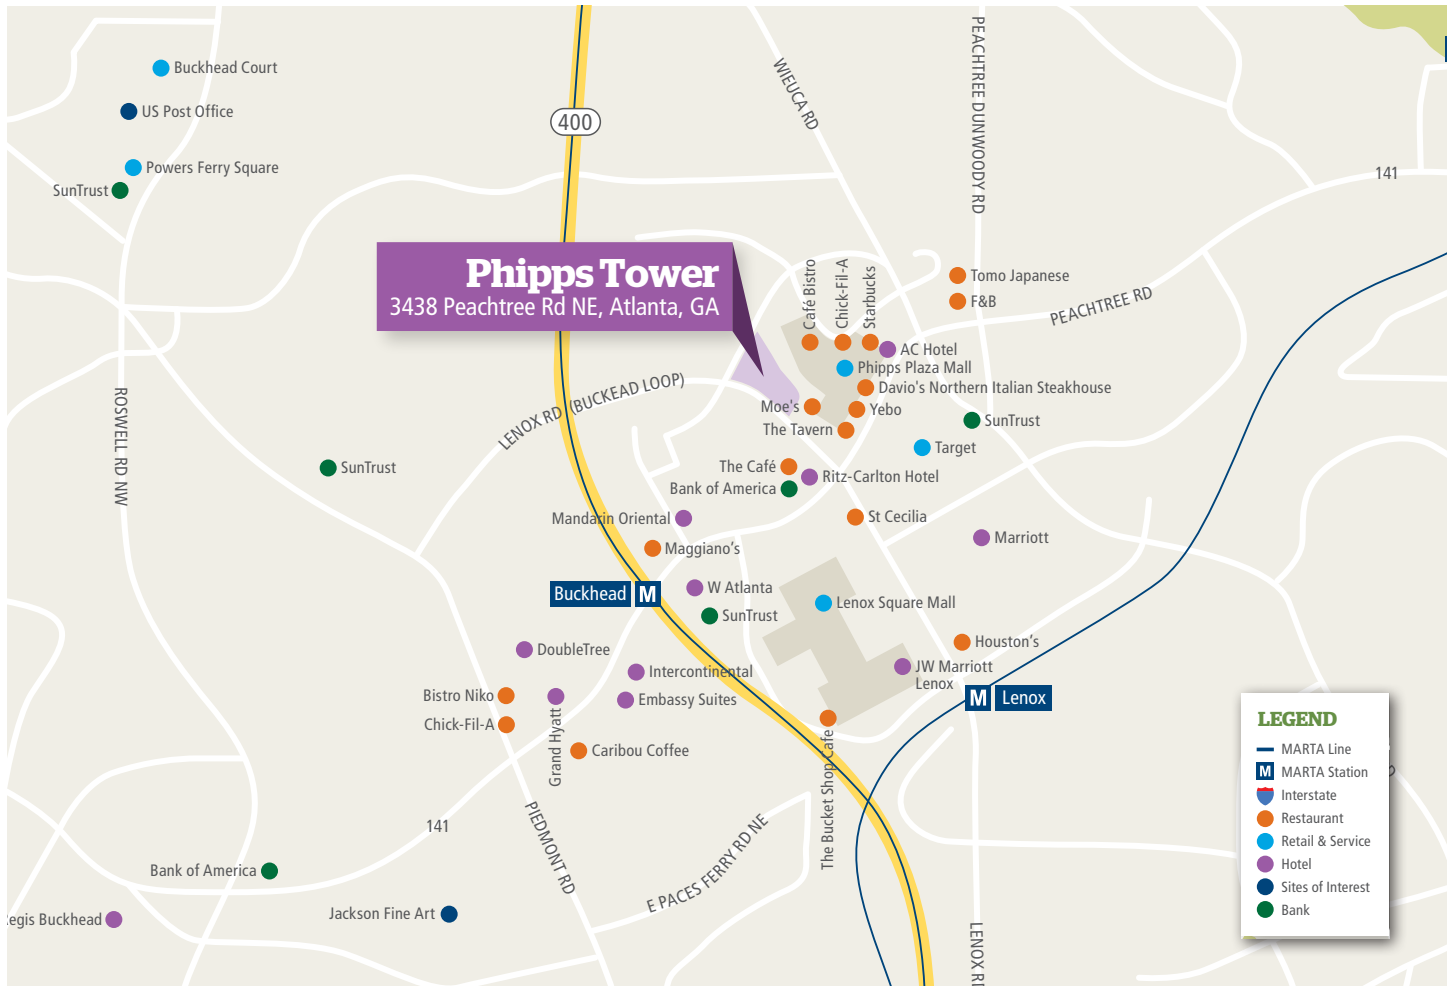 Buckhead Court
US Post Office
Powers Ferry Square
SunTrust
400
WIEUCA RD
PEACHTREE DUNWOODY RD
141
Phipps Tower
3438 Peachtree Rd NE, Atlanta, GA
Café Bistro
Chick-Fil-A
Starbucks
Tomo Japanese
F&B
PEACHTREE RD
AC Hotel
Phipps Plaza Mall
Davio's Northern Italian Steakhouse
Moe's
Yebo
The Tavern
SunTrust
Target
LENOX RD (BUCKEAD LOOP)
ROSWELL RD NW
SunTrust
The Café
Ritz-Carlton Hotel
Bank of America
Mandarin Oriental
St Cecilia
Marriott
Maggiano's
Buckhead M
W Atlanta
SunTrust
Lenox Square Mall
DoubleTree
Houston's
Intercontinental
JW Marriott
Lenox
Bistro Niko
Embassy Suites
M Lenox
Chick-Fil-A
Grand Hyatt
Caribou Coffee
The Bucket Shop Cafe
PIEDMONT RD
141
E PACES FERRY RD NE
Bank of America
Jackson Fine Art
egis Buckhead
LENOX RD
LEGEND
MARTA Line
M MARTA Station
Interstate
Restaurant
Retail & Service
Hotel
Sites of Interest
Bank